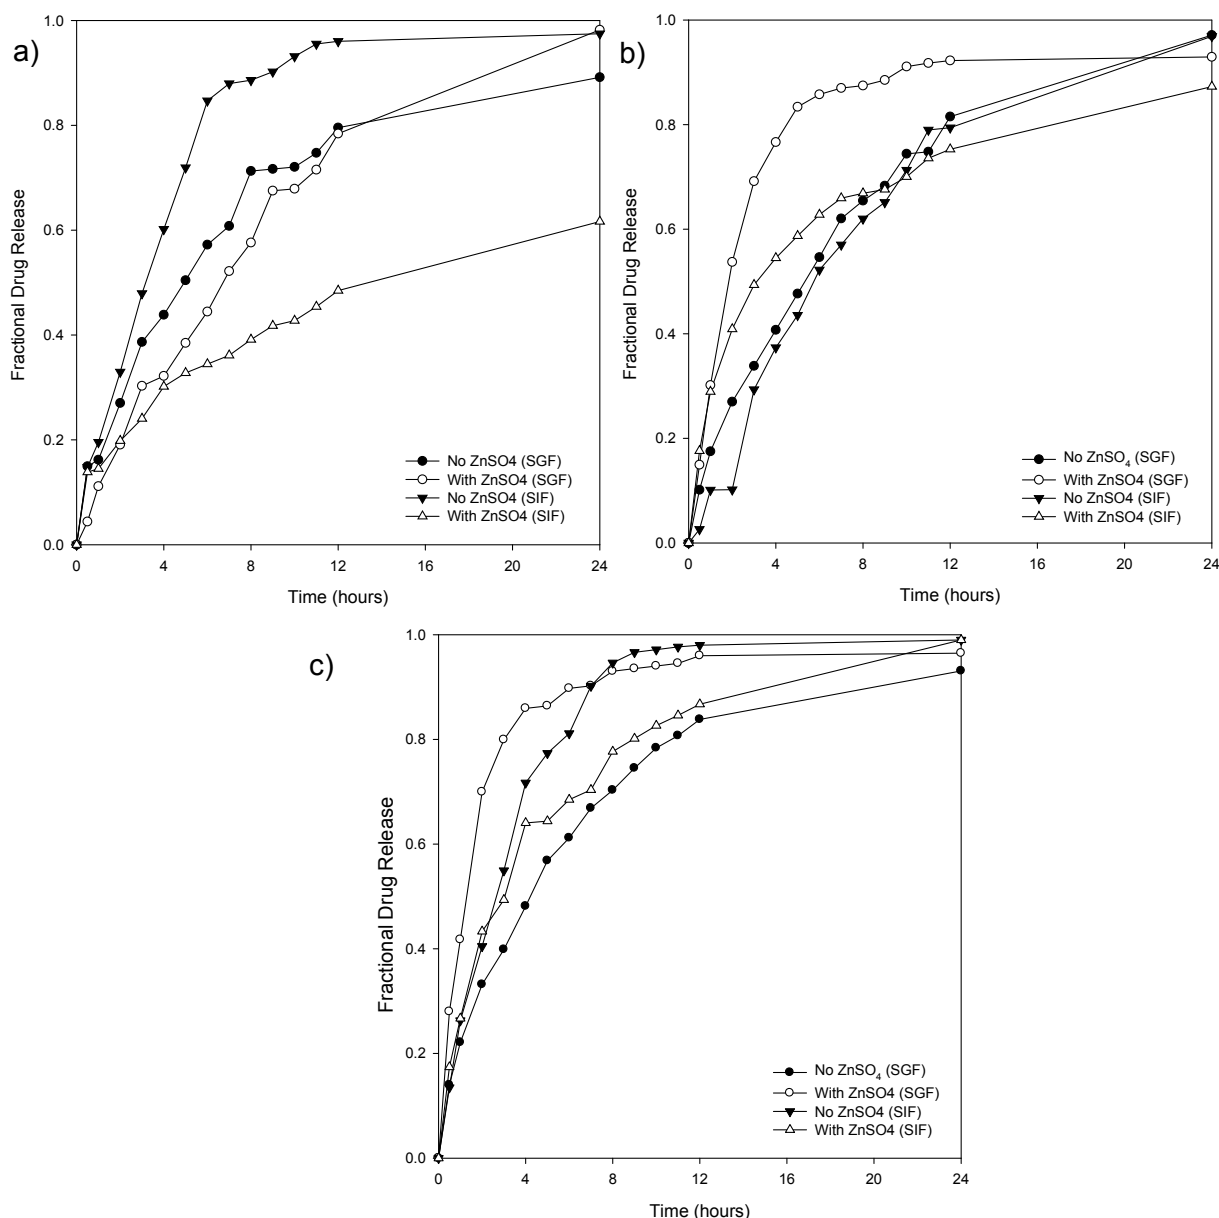 a)
1.0
0.8
0.6
0.4
0.2
0.0
Fractional Drug Release
0 4 8 12 16 20 24
Time (hours)
No ZnSO4 (SGF)
With ZnSO4 (SGF)
No ZnSO4 (SIF)
With ZnSO4 (SIF)
b)
1.0
0.8
0.6
0.4
0.2
0.0
Fractional Drug Release
0 4 8 12 16 20 24
Time (hours)
No ZnSO₄ (SGF)
With ZnSO4 (SGF)
No ZnSO4 (SIF)
With ZnSO4 (SIF)
c)
1.0
0.8
0.6
0.4
0.2
0.0
Fractional Drug Release
0 4 8 12 16 20 24
Time (hours)
No ZnSO₄ (SGF)
With ZnSO4 (SGF)
No ZnSO4 (SIF)
With ZnSO4 (SIF)